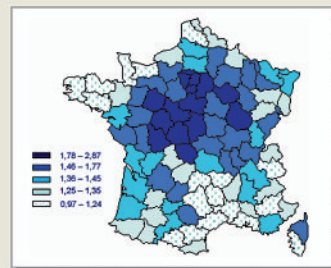 1,78 – 2,87
1,46 – 1,77
1,36 – 1,45
1,25 – 1,35
0,97 – 1,24